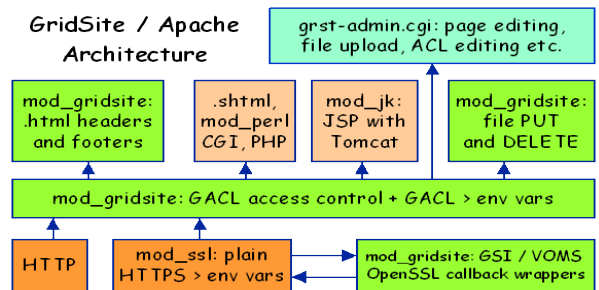 GridSite / Apache
Architecture
grst-admin.cgi: page editing,
file upload, ACL editing etc.
mod_gridsite:
.html headers
and footers
.shtml,
mod_perl
CGI, PHP
mod_jk:
JSP with
Tomcat
mod_gridsite:
file PUT
and DELETE
mod_gridsite: GACL access control + GACL > env vars
HTTP
mod_ssl: plain
HTTPS > env vars
mod_gridsite: GSI / VOMS
OpenSSL callback wrappers